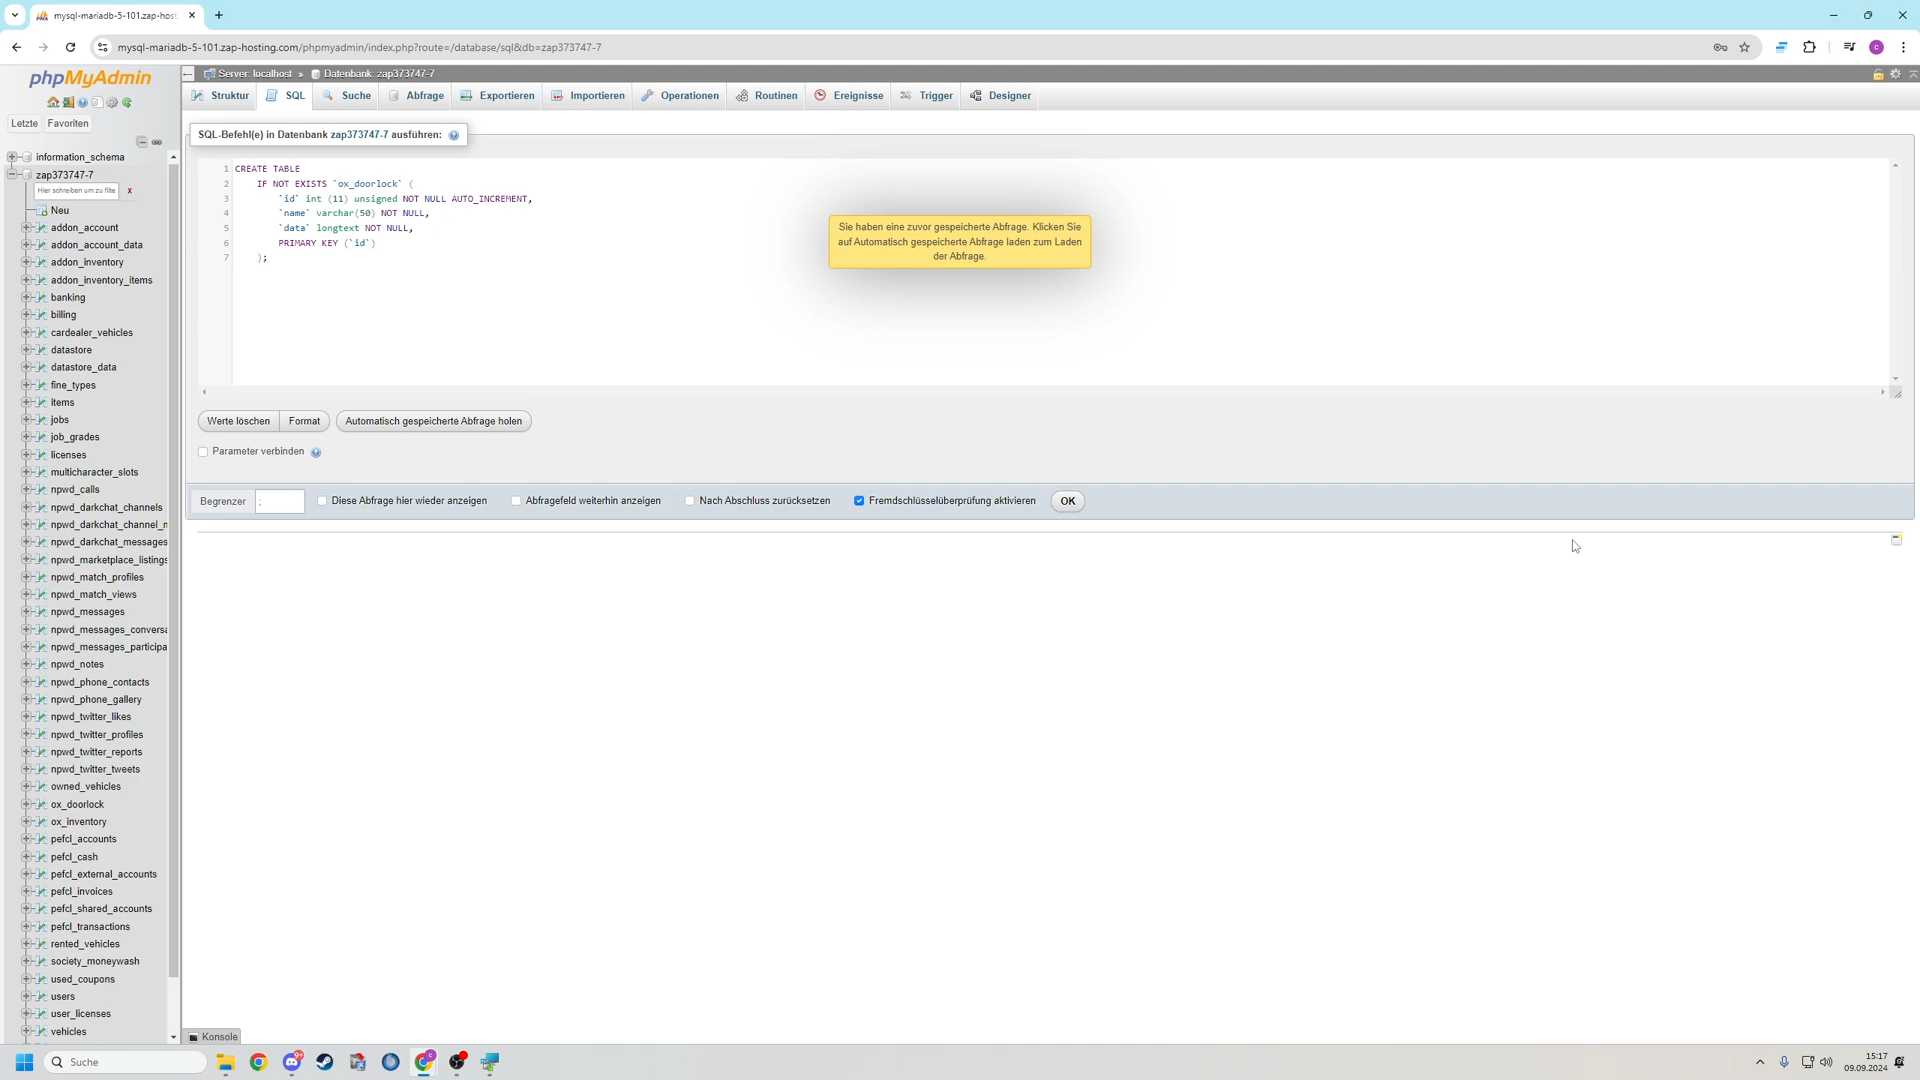 mysql-mariadb-5-101.zap-host
mysql-mariadb-5-101.zap-hosting.com/phpmyadmin/index.php?route=/database/sql&db=zap373747-7
phpMyAdmin
Letzte
Favoriten
information_schema
zap373747-7
Hier schreiben um zu filte
x
Neu
addon_account
addon_account_data
addon_inventory
addon_inventory_items
banking
billing
cardealer_vehicles
datastore
datastore_data
fine_types
items
jobs
job_grades
licenses
multicharacter_slots
npwd_calls
npwd_darkchat_channels
npwd_darkchat_channel_m
npwd_darkchat_messages
npwd_marketplace_listings
npwd_match_profiles
npwd_match_views
npwd_messages
npwd_messages_conversa
npwd_messages_participa
npwd_notes
npwd_phone_contacts
npwd_phone_gallery
npwd_twitter_likes
npwd_twitter_profiles
npwd_twitter_reports
npwd_twitter_tweets
owned_vehicles
ox_doorlock
ox_inventory
pefcl_accounts
pefcl_cash
pefcl_external_accounts
pefcl_invoices
pefcl_shared_accounts
pefcl_transactions
rented_vehicles
society_moneywash
used_coupons
users
user_licenses
vehicles
Server: localhost » Datenbank: zap373747-7
Struktur SQL Suche Abfrage Exportieren Importieren Operationen Routinen Ereignisse Trigger Designer
SQL-Befehl(e) in Datenbank zap373747-7 ausführen:
1 CREATE TABLE
2 IF NOT EXISTS `ox_doorlock` (
3 `id` int (11) unsigned NOT NULL AUTO_INCREMENT,
4 `name` varchar(50) NOT NULL,
5 `data` longtext NOT NULL,
6 PRIMARY KEY (`id`)
7 );
Sie haben eine zuvor gespeicherte Abfrage. Klicken Sie
auf Automatisch gespeicherte Abfrage laden zum Laden
der Abfrage.
Werte löschen Format Automatisch gespeicherte Abfrage holen
Parameter verbinden
Begrenzer ; Diese Abfrage hier wieder anzeigen Abfragefeld weiterhin anzeigen Nach Abschluss zurücksetzen Fremdschlüsselüberprüfung aktivieren OK
Konsole
Suche
9+
15:17
09.09.2024